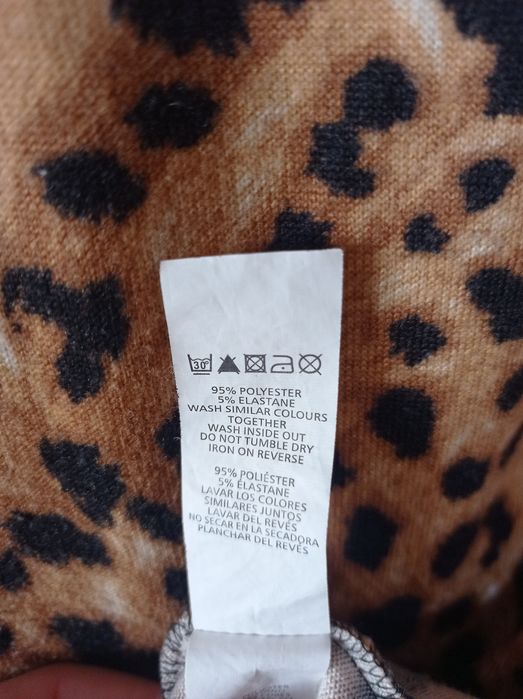 30°
95% POLYESTER
5% ELASTANE
WASH SIMILAR COLOURS
TOGETHER
WASH INSIDE OUT
DO NOT TUMBLE DRY
IRON ON REVERSE
95% POLIÉSTER
5% ELASTANE
LAVAR LOS COLORES
SIMILARES JUNTOS
LAVAR DEL REVÉS
NO SECAR EN LA SECADORA
PLANCHAR DEL REVÉS